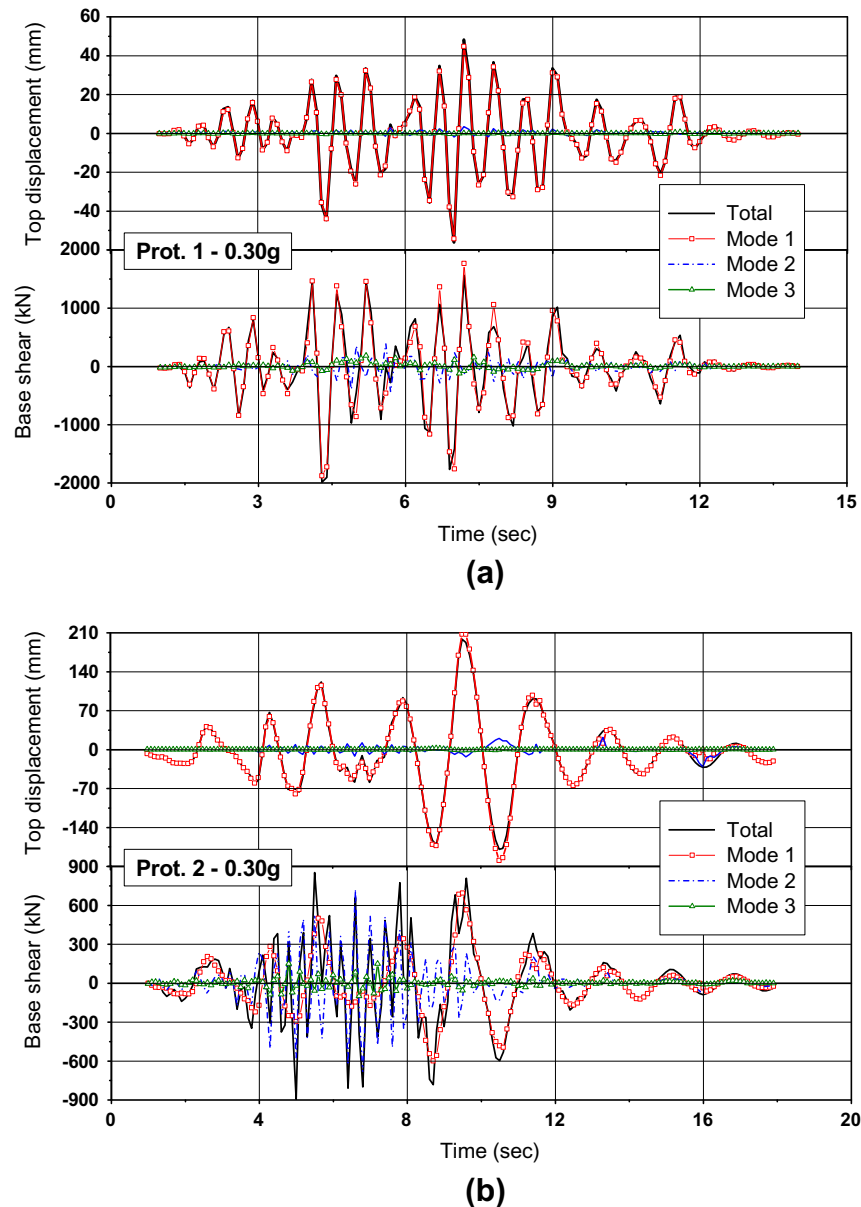 60
40
20
0
-20
-40
Top displacement (mm)
Prot. 1 - 0.30g
Total
Mode 1
Mode 2
Mode 3
2000
1000
0
-1000
-2000
Base shear (kN)
0
3
6
9
12
15
Time (sec)
(a)
210
140
70
0
-70
-140
Top displacement (mm)
Prot. 2 - 0.30g
Total
Mode 1
Mode 2
Mode 3
900
600
300
0
-300
-600
-900
Base shear (kN)
0
4
8
12
16
20
Time (sec)
(b)